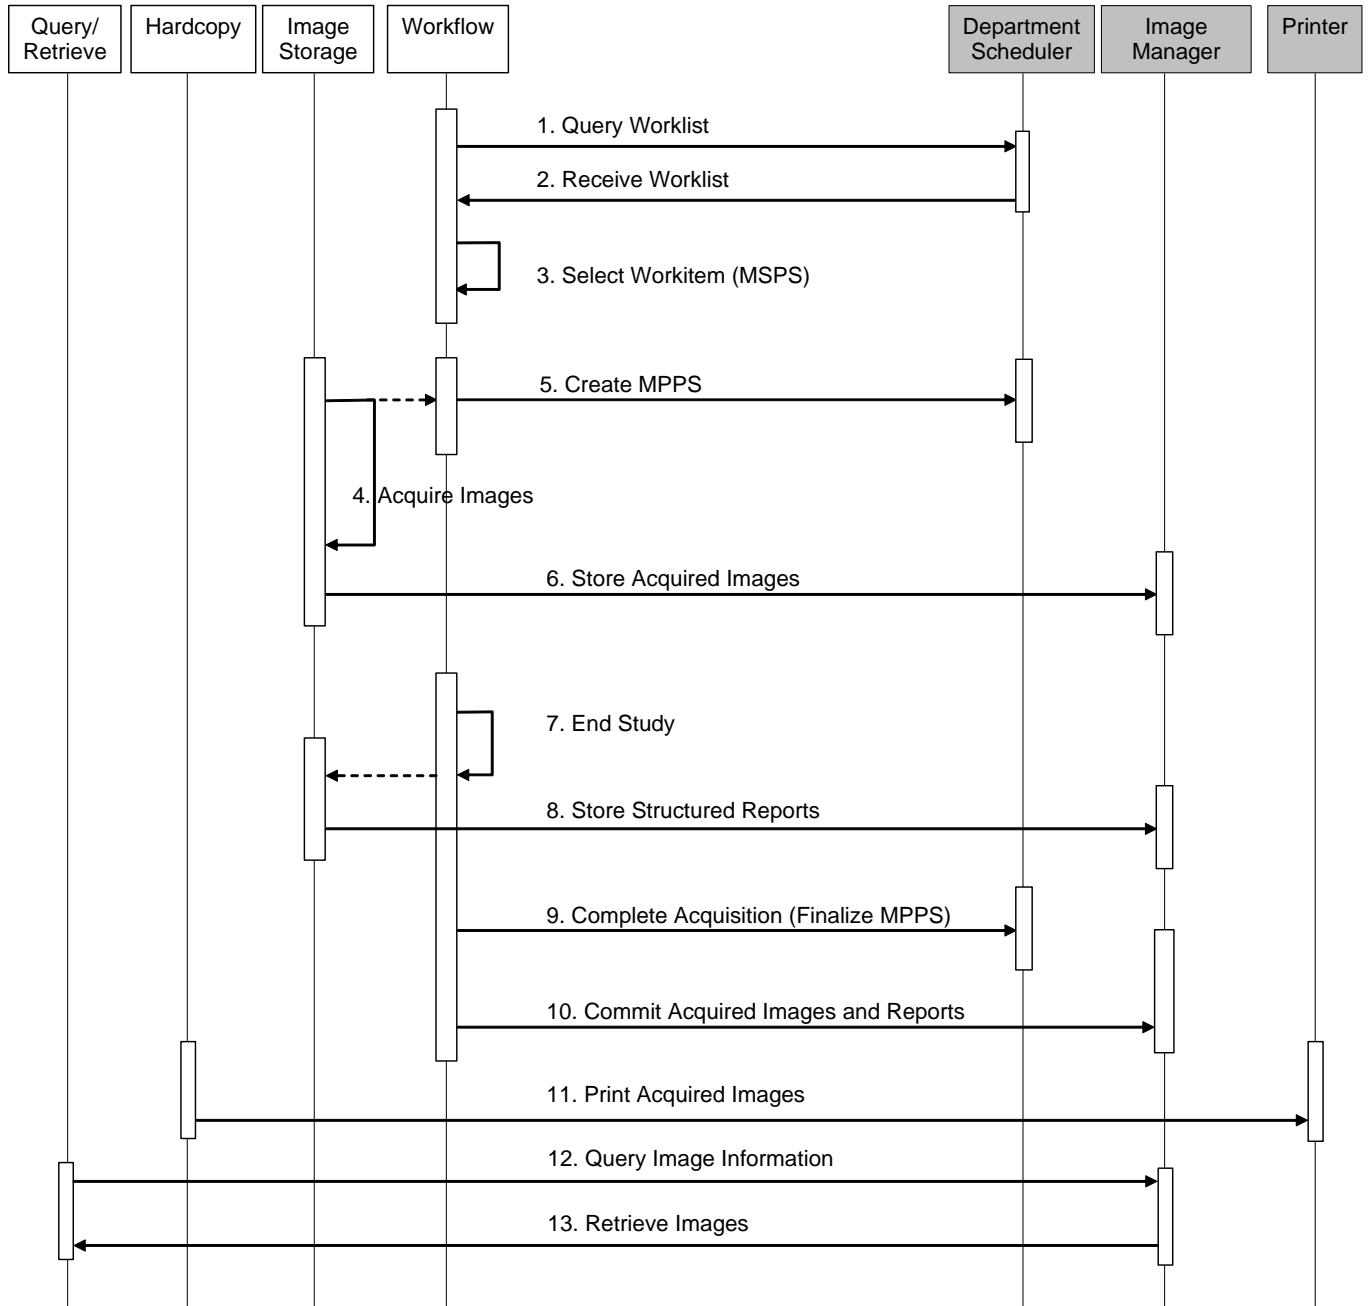 Query/
Retrieve
Hardcopy
Image
Storage
Workflow
Department
Scheduler
Image
Manager
Printer
1. Query Worklist
2. Receive Worklist
3. Select Workitem (MSPS)
5. Create MPPS
4. Acquire Images
6. Store Acquired Images
7. End Study
8. Store Structured Reports
9. Complete Acquisition (Finalize MPPS)
10. Commit Acquired Images and Reports
11. Print Acquired Images
12. Query Image Information
13. Retrieve Images